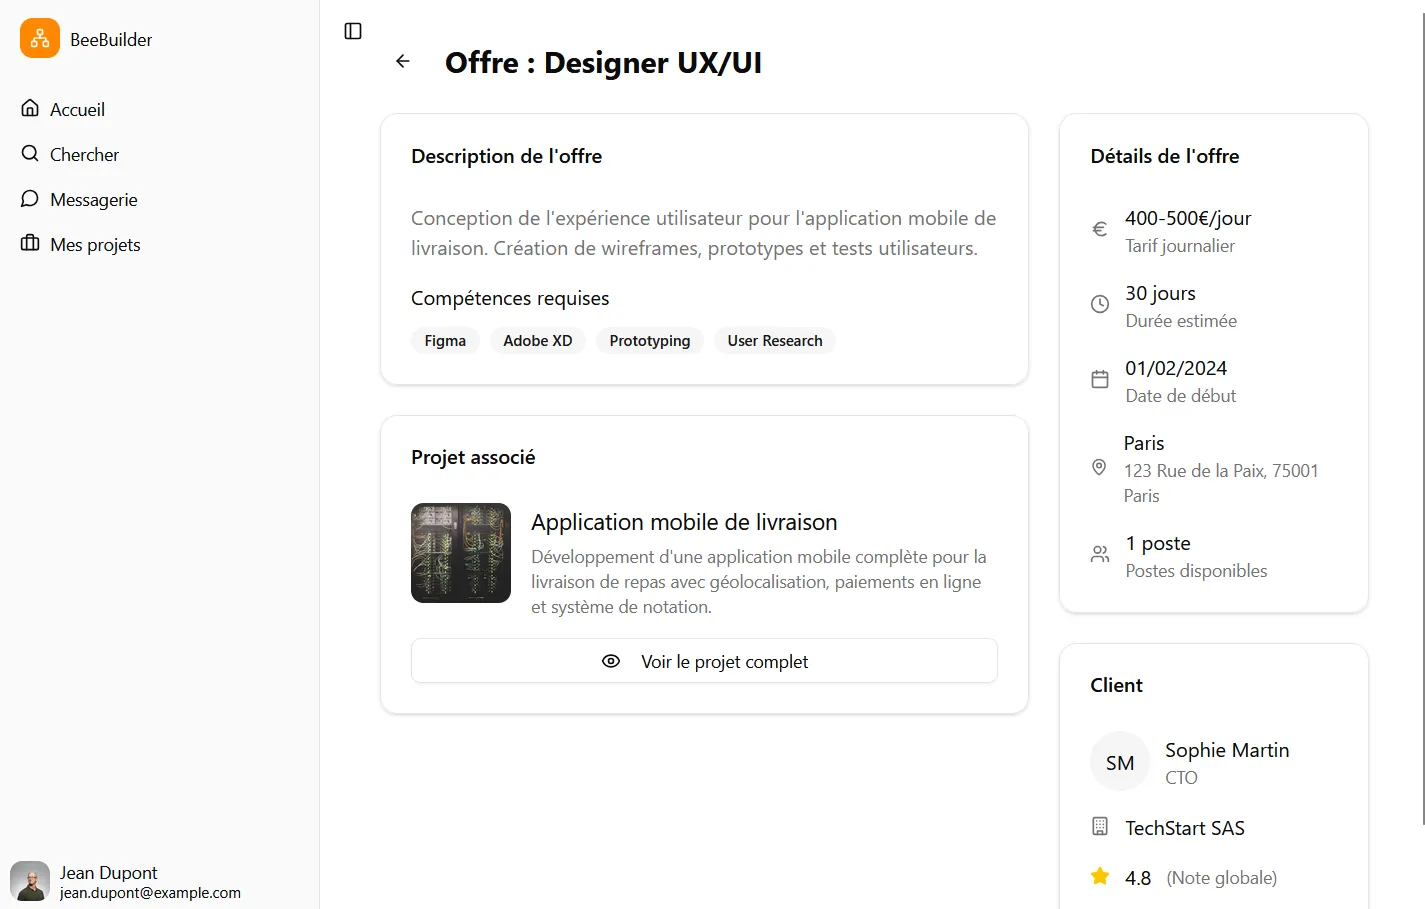 BeeBuilder
Accueil
Chercher
Messagerie
Mes projets
Jean Dupont
jean.dupont@example.com
Offre : Designer UX/UI
Description de l'offre
Conception de l'expérience utilisateur pour l'application mobile de
livraison. Création de wireframes, prototypes et tests utilisateurs.
Compétences requises
Figma Adobe XD Prototyping User Research
Projet associé
Application mobile de livraison
Développement d'une application mobile complète pour la
livraison de repas avec géolocalisation, paiements en ligne
et système de notation.
Voir le projet complet
Détails de l'offre
€
400-500€/jour
Tarif journalier
30 jours
Durée estimée
01/02/2024
Date de début
Paris
123 Rue de la Paix, 75001
Paris
1 poste
Postes disponibles
Client
SM
Sophie Martin
CTO
TechStart SAS
4.8 (Note globale)